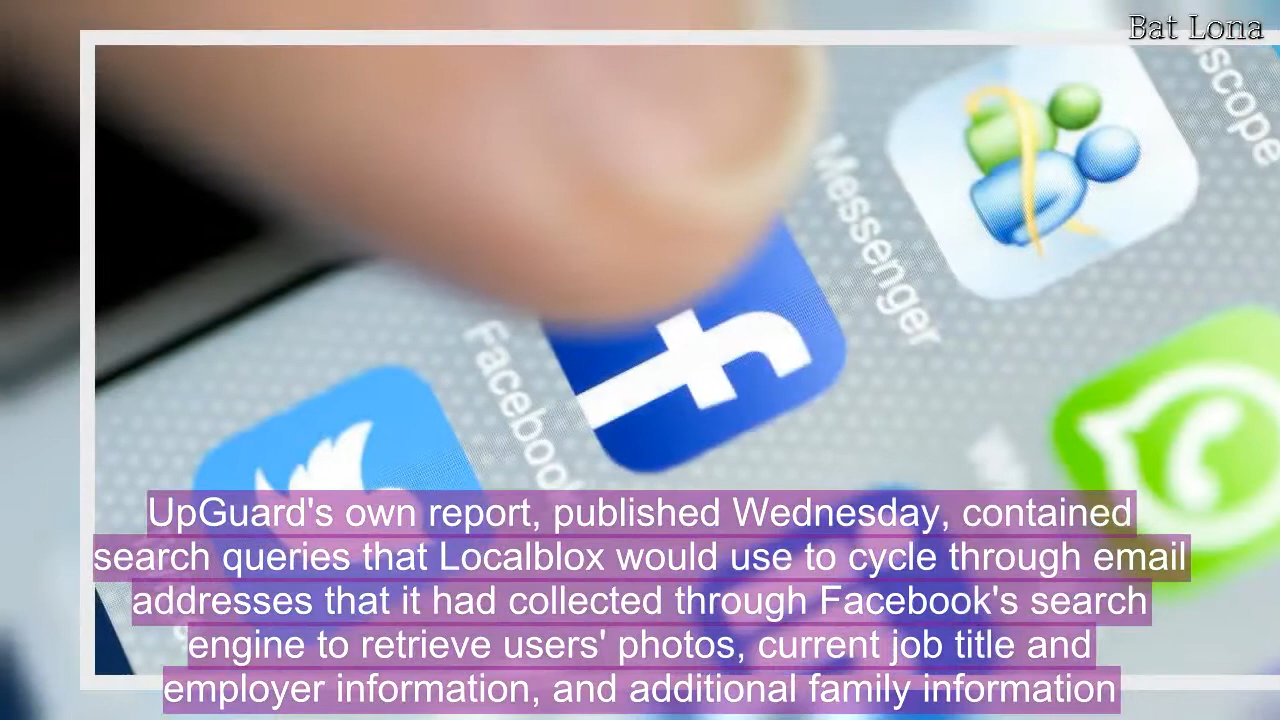 Bat Lona
iscope
Messenger
Facebook
UpGuard's own report, published Wednesday, contained
search queries that Localblox would use to cycle through email
addresses that it had collected through Facebook's search
engine to retrieve users' photos, current job title and
employer information, and additional family information